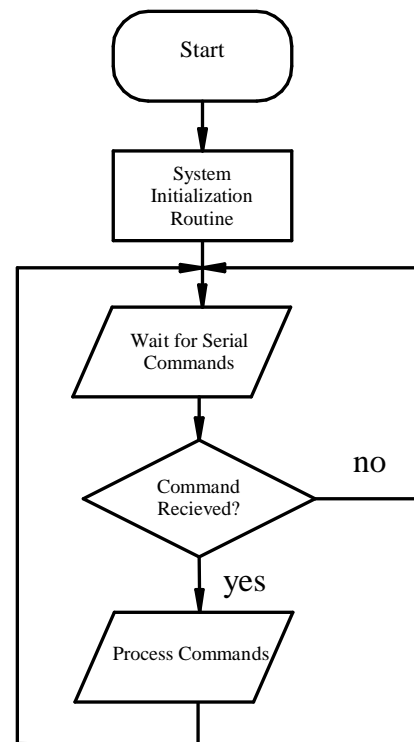 Start
System
Initialization
Routine
Wait for Serial
Commands
Command
Recieved?
no
yes
Process Commands